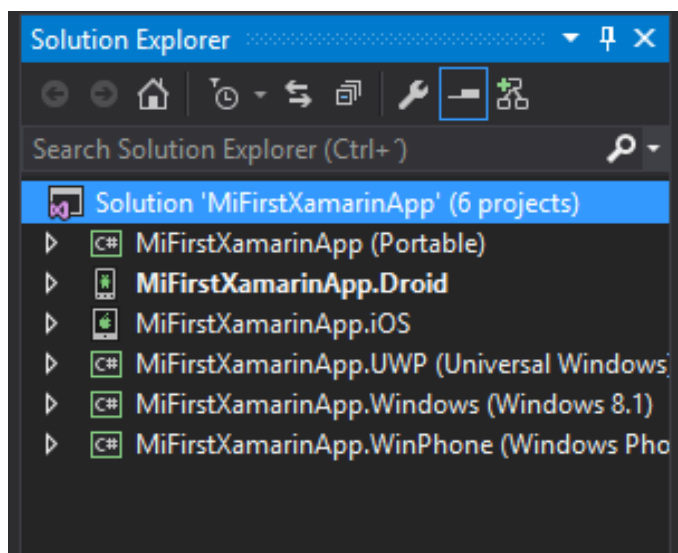 Solution Explorer
Search Solution Explorer (Ctrl+´)
Solution 'MiFirstXamarinApp' (6 projects)
C# MiFirstXamarinApp (Portable)
MiFirstXamarinApp.Droid
MiFirstXamarinApp.iOS
C# MiFirstXamarinApp.UWP (Universal Windows)
C# MiFirstXamarinApp.Windows (Windows 8.1)
C# MiFirstXamarinApp.WinPhone (Windows Pho